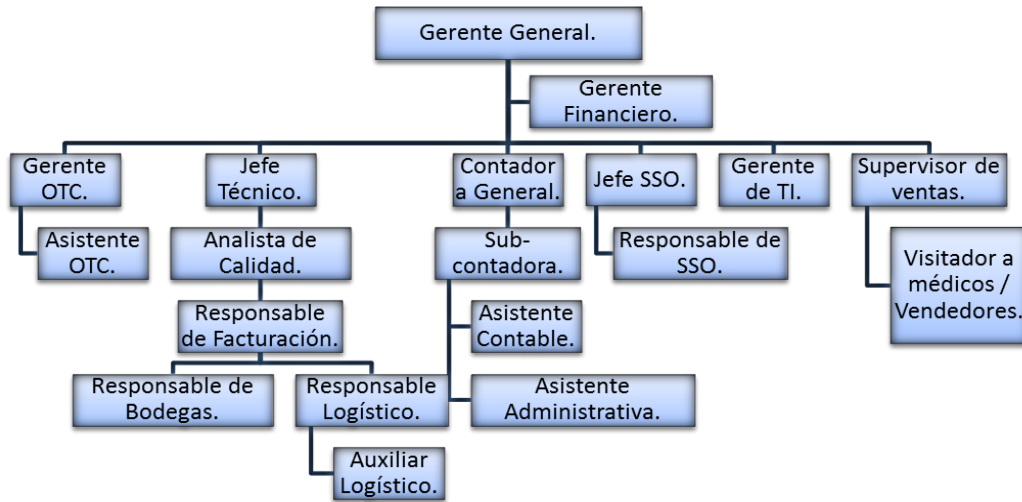 Gerente General.
Gerente
Financiero.
Gerente
OTC.
Jefe
Técnico.
Contador
a General.
Jefe SSO.
Gerente
de TI.
Supervisor de
ventas.
Asistente
OTC.
Analista de
Calidad.
Sub-
contadora.
Responsable de
SSO.
Visitador a
médicos /
Vendedores.
Responsable
de Facturación.
Asistente
Contable.
Responsable de
Bodegas.
Responsable
Logístico.
Asistente
Administrativa.
Auxiliar
Logístico.